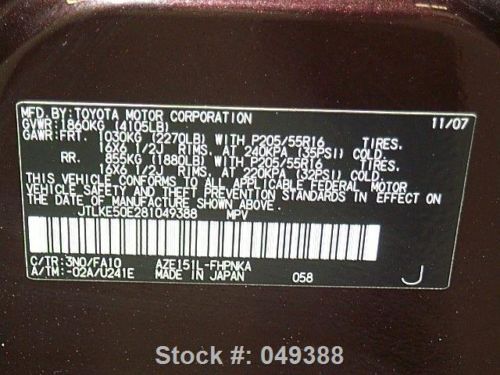 MFD.BY:TOYOTA MOTOR CORPORATION 11/07
GVWR:1860KG (4105LB)
GAWR:FRT. 1030KG (2270LB) WITH P205/55R16 TIRES,
16X6 1/2J RIMS, AT 240KPA (35PSI) COLD.
RR. 855KG (1880LB) WITH P205/55R16 TIRES,
16X6 1/2J RIMS, AT 220KPA (32PSI) COLD.
THIS VEHICLE CONFORMS TO ALL APPLICABLE FEDERAL MOTOR
VEHICLE SAFETY AND THEFT PREVENTION STANDARDS IN EFFECT ON
THE DATE OF MANUFACTURE SHOWN ABOVE.
JTLKE50E281049388 MPV
C/TR:3N0/FA10 AZE151L-FHPNKA
A/TM:-02A/U241E MADE IN JAPAN 058 J
Stock #: 049388